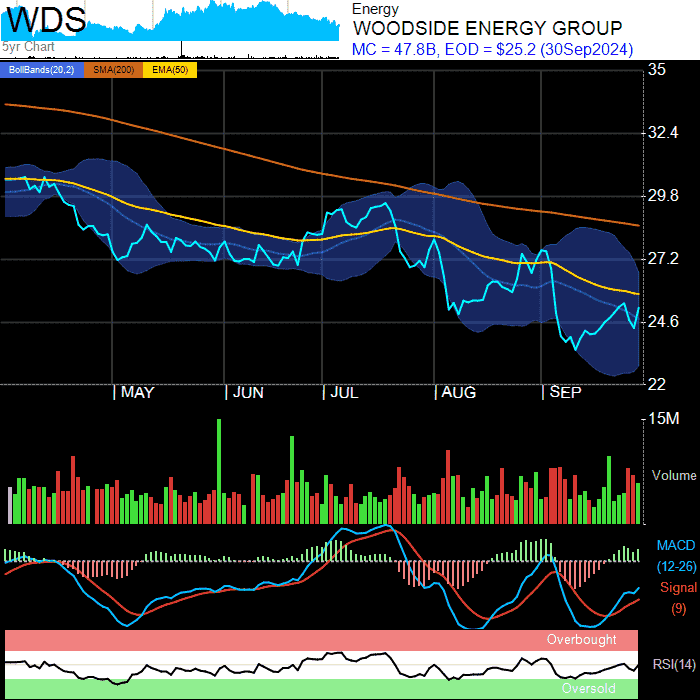 WDS
5yr Chart
Energy
WOODSIDE ENERGY GROUP
MC = 47.8B, EOD = $25.2 (30Sep2024)
BollBands(20,2) SMA(200) EMA(50)
35
32.4
29.8
27.2
24.6
22
MAY JUN JUL AUG SEP
15M
Volume
MACD
(12-26)
Signal
(9)
Overbought
RSI(14)
Oversold